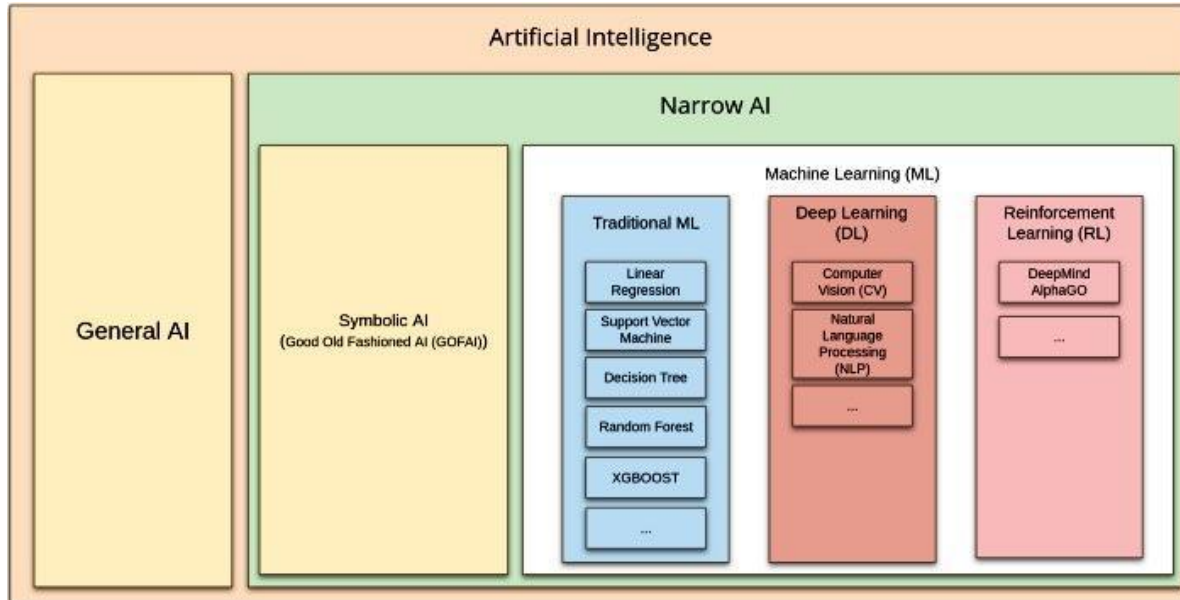 Artificial Intelligence
General AI
Narrow AI
Symbolic AI
(Good Old Fashioned AI (GOFAI))
Machine Learning (ML)
Traditional ML
Linear
Regression
Support Vector
Machine
Decision Tree
Random Forest
XGBOOST
...
Deep Learning
(DL)
Computer
Vision (CV)
Natural
Language
Processing
(NLP)
...
Reinforcement
Learning (RL)
DeepMind
AlphaGO
...